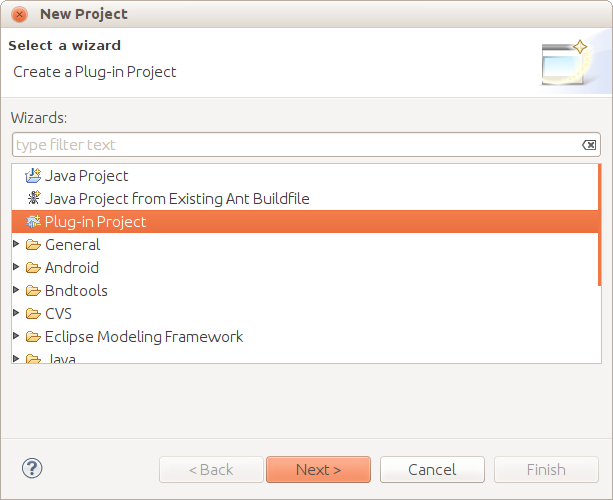 New Project
Select a wizard
Create a Plug-in Project
Wizards:
type filter text
Java Project
Java Project from Existing Ant Buildfile
Plug-in Project
General
Android
Bndtools
CVS
Eclipse Modeling Framework
Java
< Back
Next >
Cancel
Finish